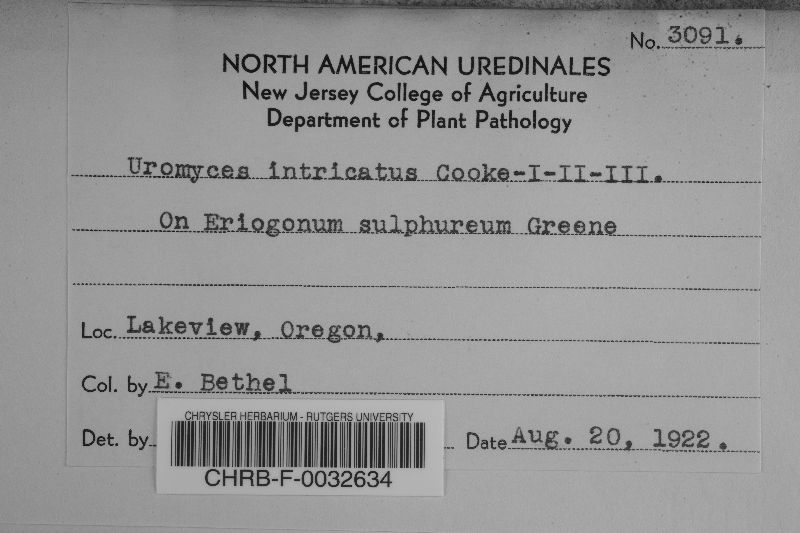 No. 3091.
NORTH AMERICAN UREDINALES
New Jersey College of Agriculture
Department of Plant Pathology
Uromyces intricatus Cooke-I-II-III.
On Eriogonum sulphureum Greene
Loc. Lakeview, Oregon,
Col. by E. Bethel
Det. by
Date Aug. 20, 1922.
CHRYSLER HERBARIUM - RUTGERS UNIVERSITY
CHRB-F-0032634